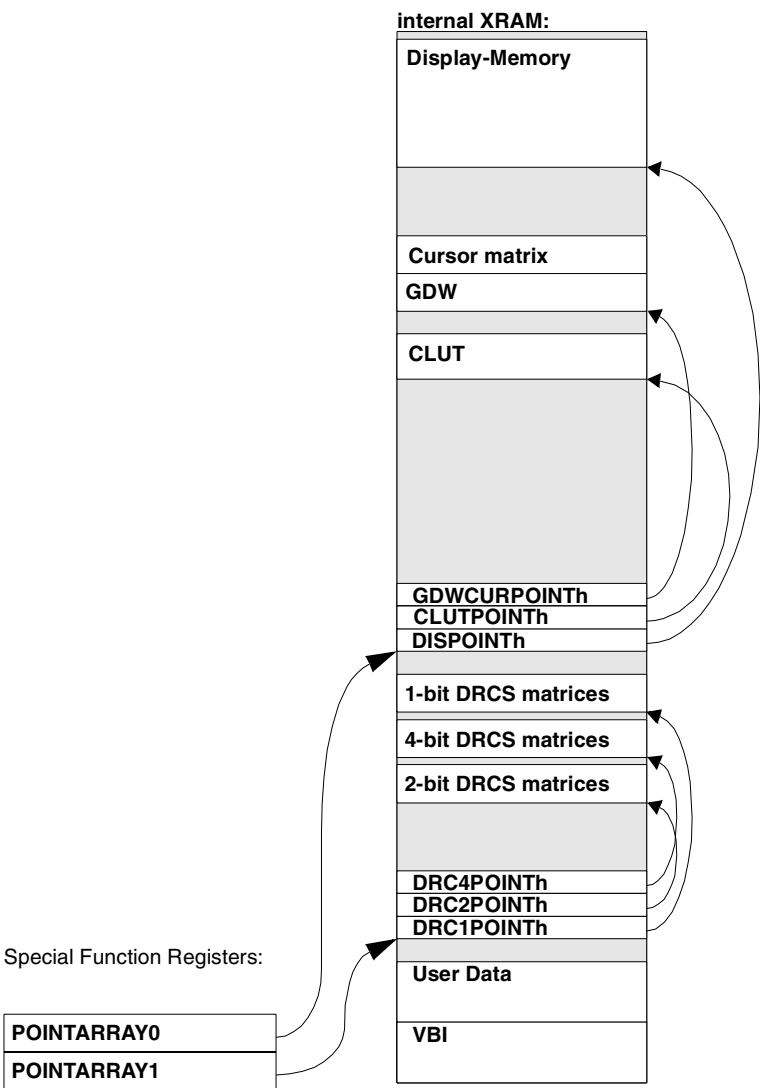 internal XRAM:
Display-Memory
Cursor matrix
GDW
CLUT
GDWCURPOINTh
CLUTPOINTh
DISPOINTh
1-bit DRCS matrices
4-bit DRCS matrices
2-bit DRCS matrices
DRC4POINTh
DRC2POINTh
DRC1POINTh
User Data
VBI
Special Function Registers:
POINTARRAY0
POINTARRAY1